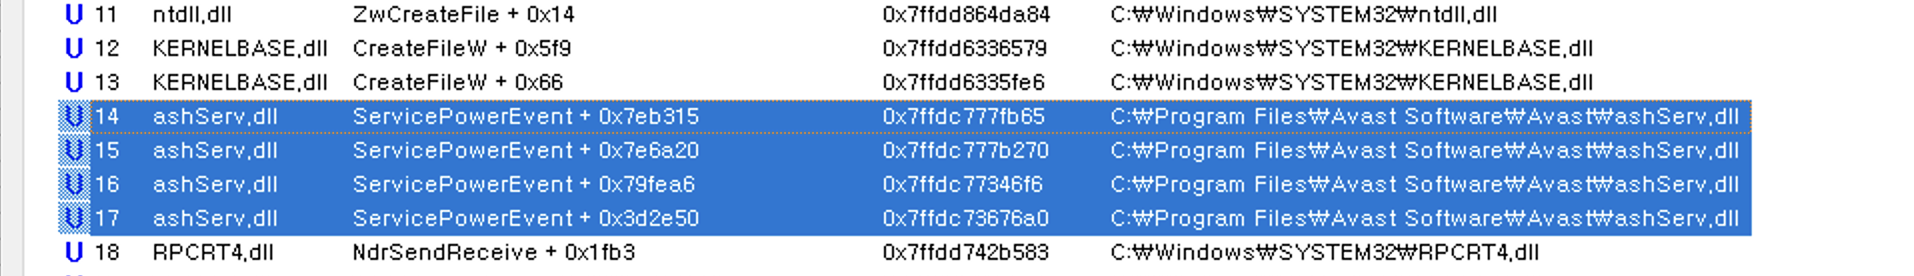 U 11 ntdll.dll ZwCreateFile + 0x14 0x7ffdd864da84 C:₩Windows₩SYSTEM32₩ntdll.dll
U 12 KERNELBASE.dll CreateFileW + 0x5f9 0x7ffdd6336579 C:₩Windows₩SYSTEM32₩KERNELBASE.dll
U 13 KERNELBASE.dll CreateFileW + 0x66 0x7ffdd6335fe6 C:₩Windows₩SYSTEM32₩KERNELBASE.dll
U 14 ashServ.dll ServicePowerEvent + 0x7eb315 0x7ffdc777fb65 C:₩Program Files₩Avast Software₩Avast₩ashServ.dll
U 15 ashServ.dll ServicePowerEvent + 0x7e6a20 0x7ffdc777b270 C:₩Program Files₩Avast Software₩Avast₩ashServ.dll
U 16 ashServ.dll ServicePowerEvent + 0x79fea6 0x7ffdc77346f6 C:₩Program Files₩Avast Software₩Avast₩ashServ.dll
U 17 ashServ.dll ServicePowerEvent + 0x3d2e50 0x7ffdc73676a0 C:₩Program Files₩Avast Software₩Avast₩ashServ.dll
U 18 RPCRT4.dll NdrSendReceive + 0x1fb3 0x7ffdd742b583 C:₩Windows₩SYSTEM32₩RPCRT4.dll